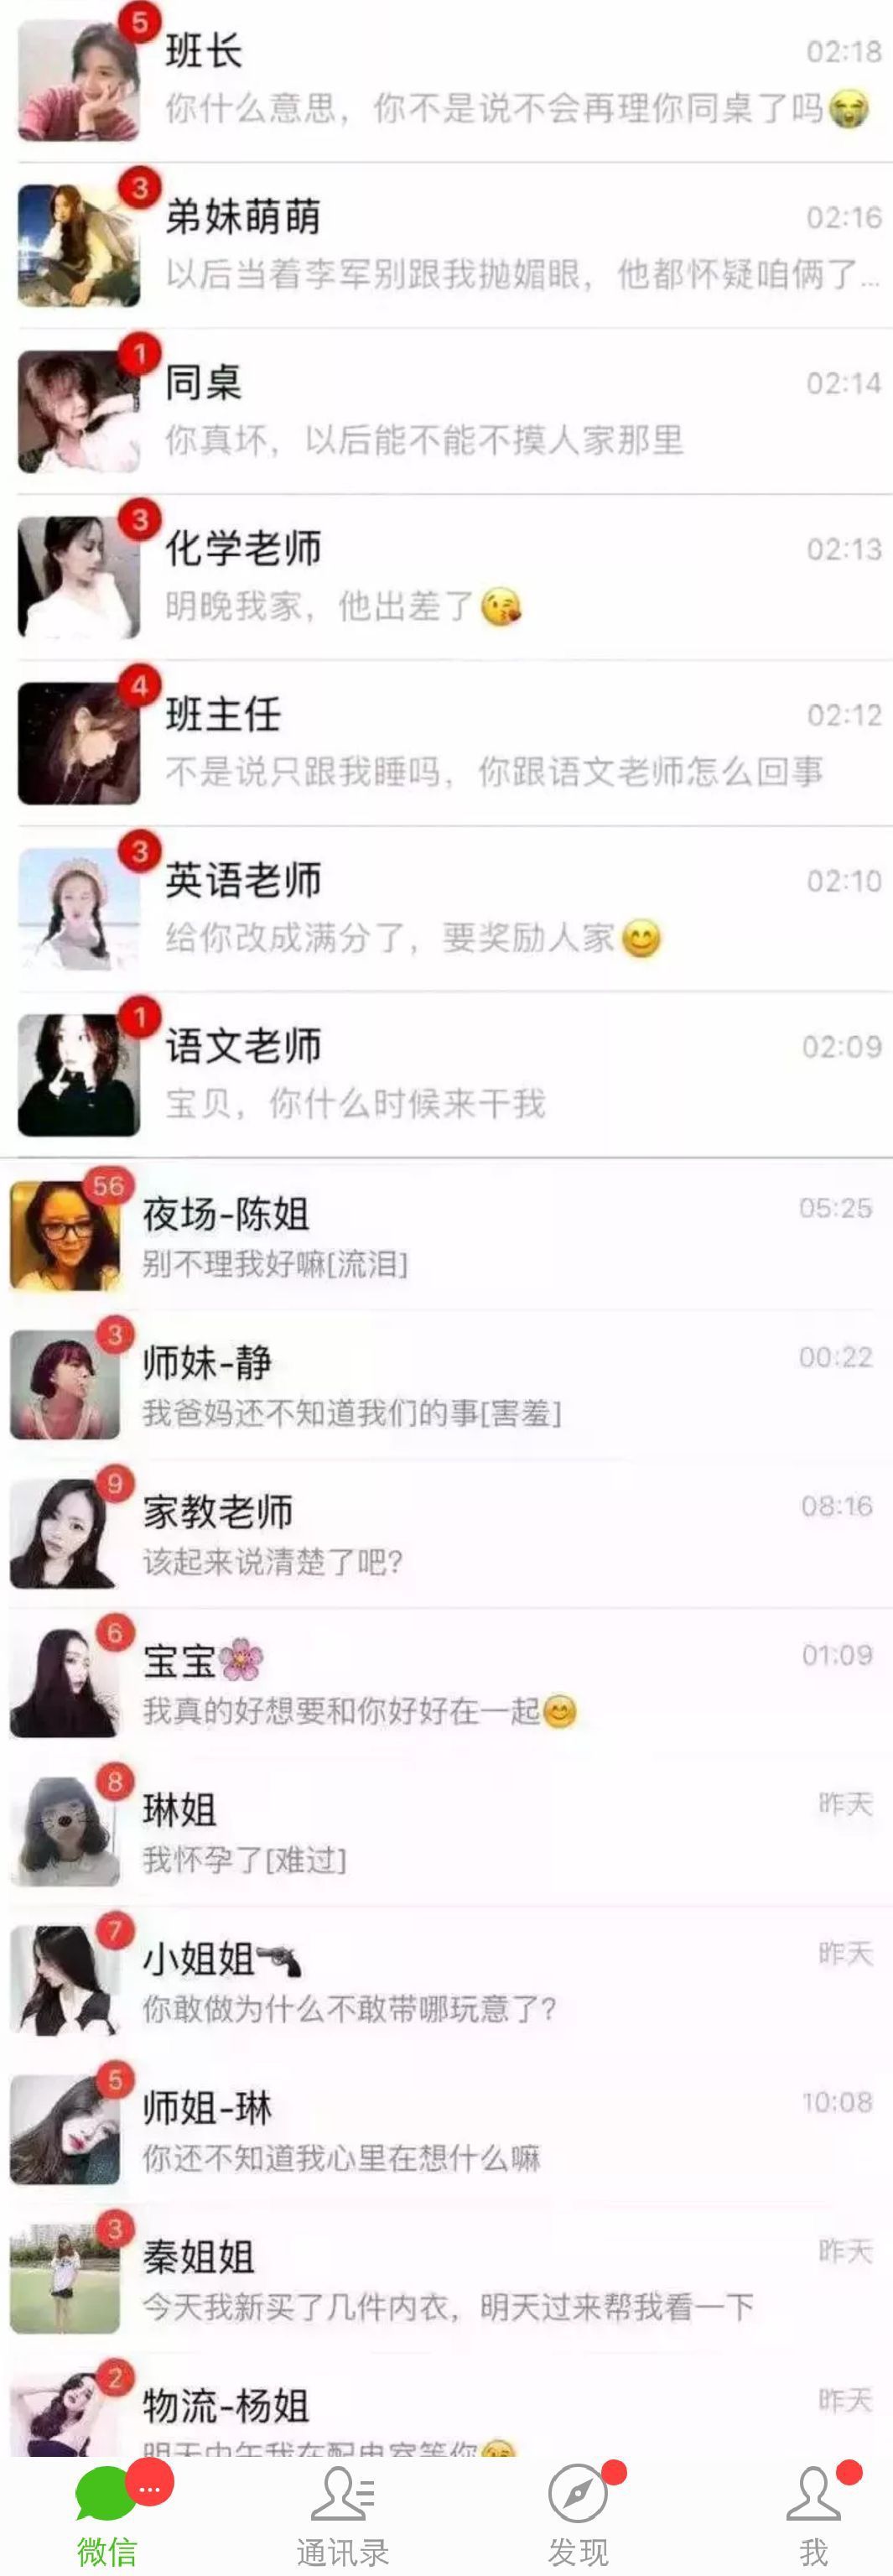 5
班长
02:18
你什么意思，你不是说不会再理你同桌了吗😭
3
弟妹萌萌
02:16
以后当着李军别跟我抛媚眼，他都怀疑咱俩了...
1
同桌
02:14
你真坏，以后能不能不摸人家那里
3
化学老师
02:13
明晚我家，他出差了😘
4
班主任
02:12
不是说只跟我睡吗，你跟语文老师怎么回事
3
英语老师
02:10
给你改成满分了，要奖励人家😊
1
语文老师
02:09
宝贝，你什么时候来干我
56
夜场-陈姐
05:25
别不理我好嘛[流泪]
3
师妹-静
00:22
我爸妈还不知道我们的事[害羞]
9
家教老师
08:16
该起来说清楚了吧?
6
宝宝🌸
01:09
我真的好想要和你好好在一起😊
8
琳姐
昨天
我怀孕了[难过]
7
小姐姐🔫
昨天
你敢做为什么不敢带哪玩意了?
5
师姐-琳
10:08
你还不知道我心里在想什么嘛
3
秦姐姐
昨天
今天我新买了几件内衣，明天过来帮我看一下
2
物流-杨姐
昨天
明天中午我在配电室等你😘
...
微信
通讯录
发现
我